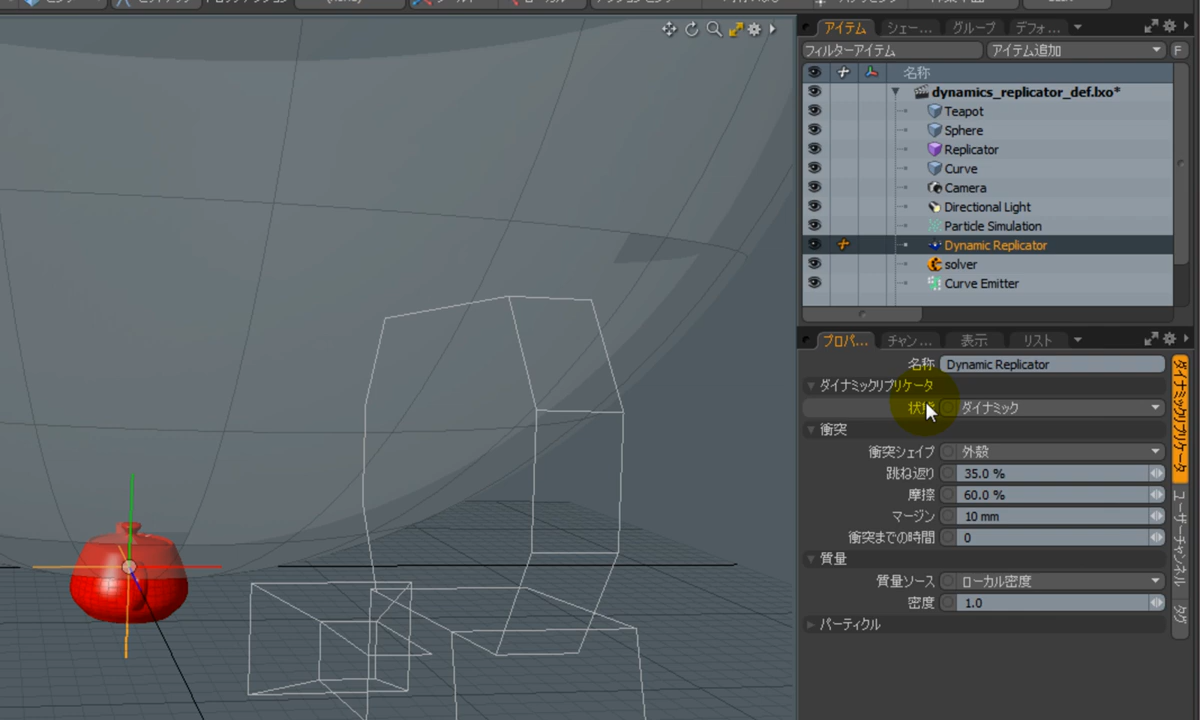 アイテム シェー... グループ デフォ...
フィルターアイテム アイテム追加 F
名称
dynamics_replicator_def.lxo*
Teapot
Sphere
Replicator
Curve
Camera
Directional Light
Particle Simulation
Dynamic Replicator
solver
Curve Emitter
プロパ... チャン... 表示 リスト
名称 Dynamic Replicator
ダイナミックリプリケータ
状態 ダイナミック
衝突
衝突シェイプ 外殻
跳ね返り 35.0 %
摩擦 60.0 %
マージン 10 mm
衝突までの時間 0
質量
質量ソース ローカル密度
密度 1.0
パーティクル
ダイナミックリプリケータ
ユーザーチャンネル
タグ